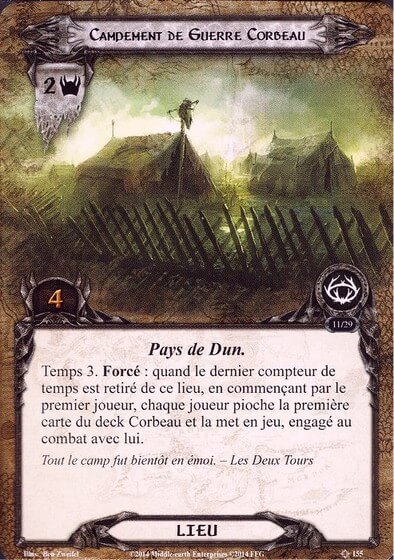 Campement de Guerre Corbeau
2
4
11/29
Pays de Dun.
Temps 3. Forcé : quand le dernier compteur de
temps est retiré de ce lieu, en commençant par le
premier joueur, chaque joueur pioche la première
carte du deck Corbeau et la met en jeu, engagé au
combat avec lui.
Tout le camp fut bientôt en émoi. – Les Deux Tours
LIEU
Illus. Ben Zweifel
©2014 Middle-earth Enterprises ©2014 FFG
155